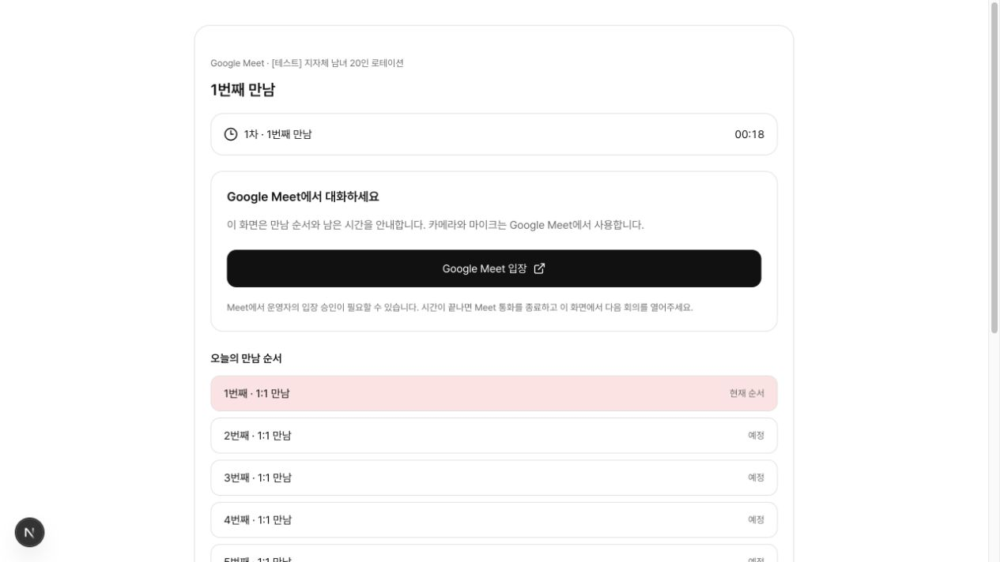 Google Meet · [테스트] 지자체 남녀 20인 로테이션
1번째 만남
1차 · 1번째 만남 00:18
Google Meet에서 대화하세요
이 화면은 만남 순서와 남은 시간을 안내합니다. 카메라와 마이크는 Google Meet에서 사용합니다.
Google Meet 입장
Meet에서 운영자의 입장 승인이 필요할 수 있습니다. 시간이 끝나면 Meet 통화를 종료하고 이 화면에서 다음 회의를 열어주세요.
오늘의 만남 순서
1번째 · 1:1 만남 현재 순서
2번째 · 1:1 만남 예정
3번째 · 1:1 만남 예정
4번째 · 1:1 만남 예정
5번째 · 1:1 만남 예정
N